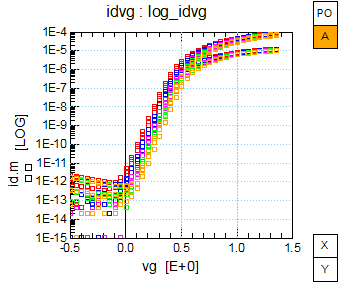 idvg : log_idvg
PO
A
1E-4
1E-5
1E-6
1E-7
1E-8
1E-9
1E-10
1E-11
1E-12
1E-13
1E-14
1E-15
id.m [LOG]
-0.5 0.0 0.5 1.0 1.5
vg [E+0]
X
Y